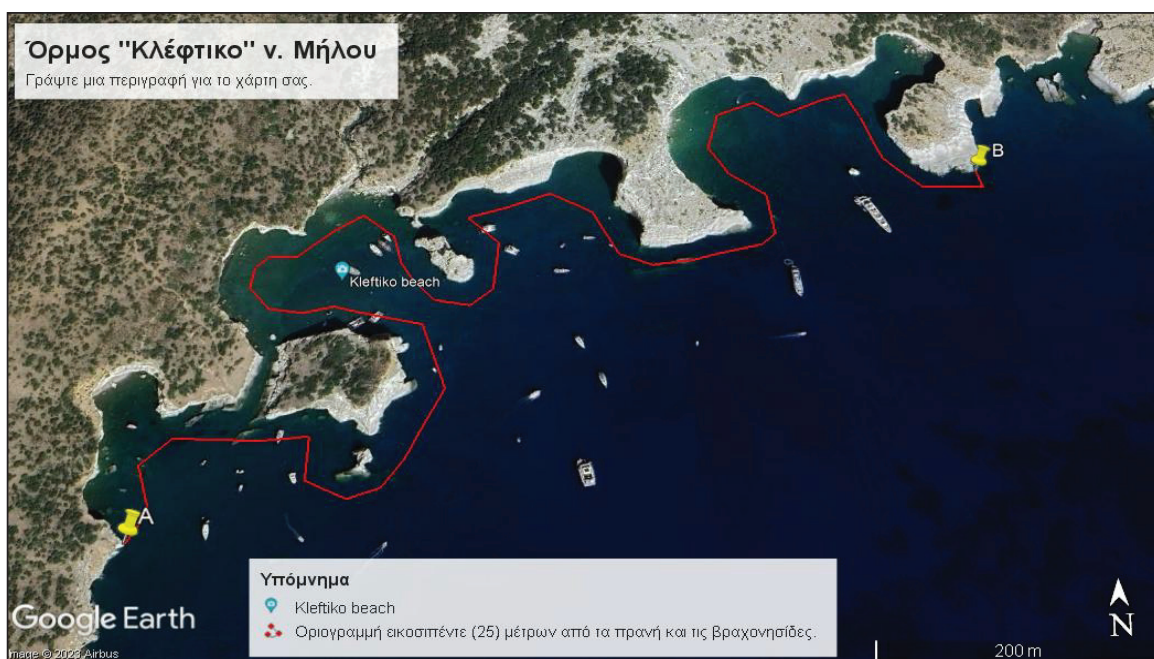 Όρμος "Κλέφτικο" ν. Μήλου
Γράψτε μια περιγραφή για το χάρτη σας.
B
Kleftiko beach
A
Υπόμνημα
Kleftiko beach
Οριογραμμή εικοσιπέντε (25) μέτρων από τα πρανή και τις βραχονησίδες.
Google Earth
Image © 2023 Airbus
N
200 m